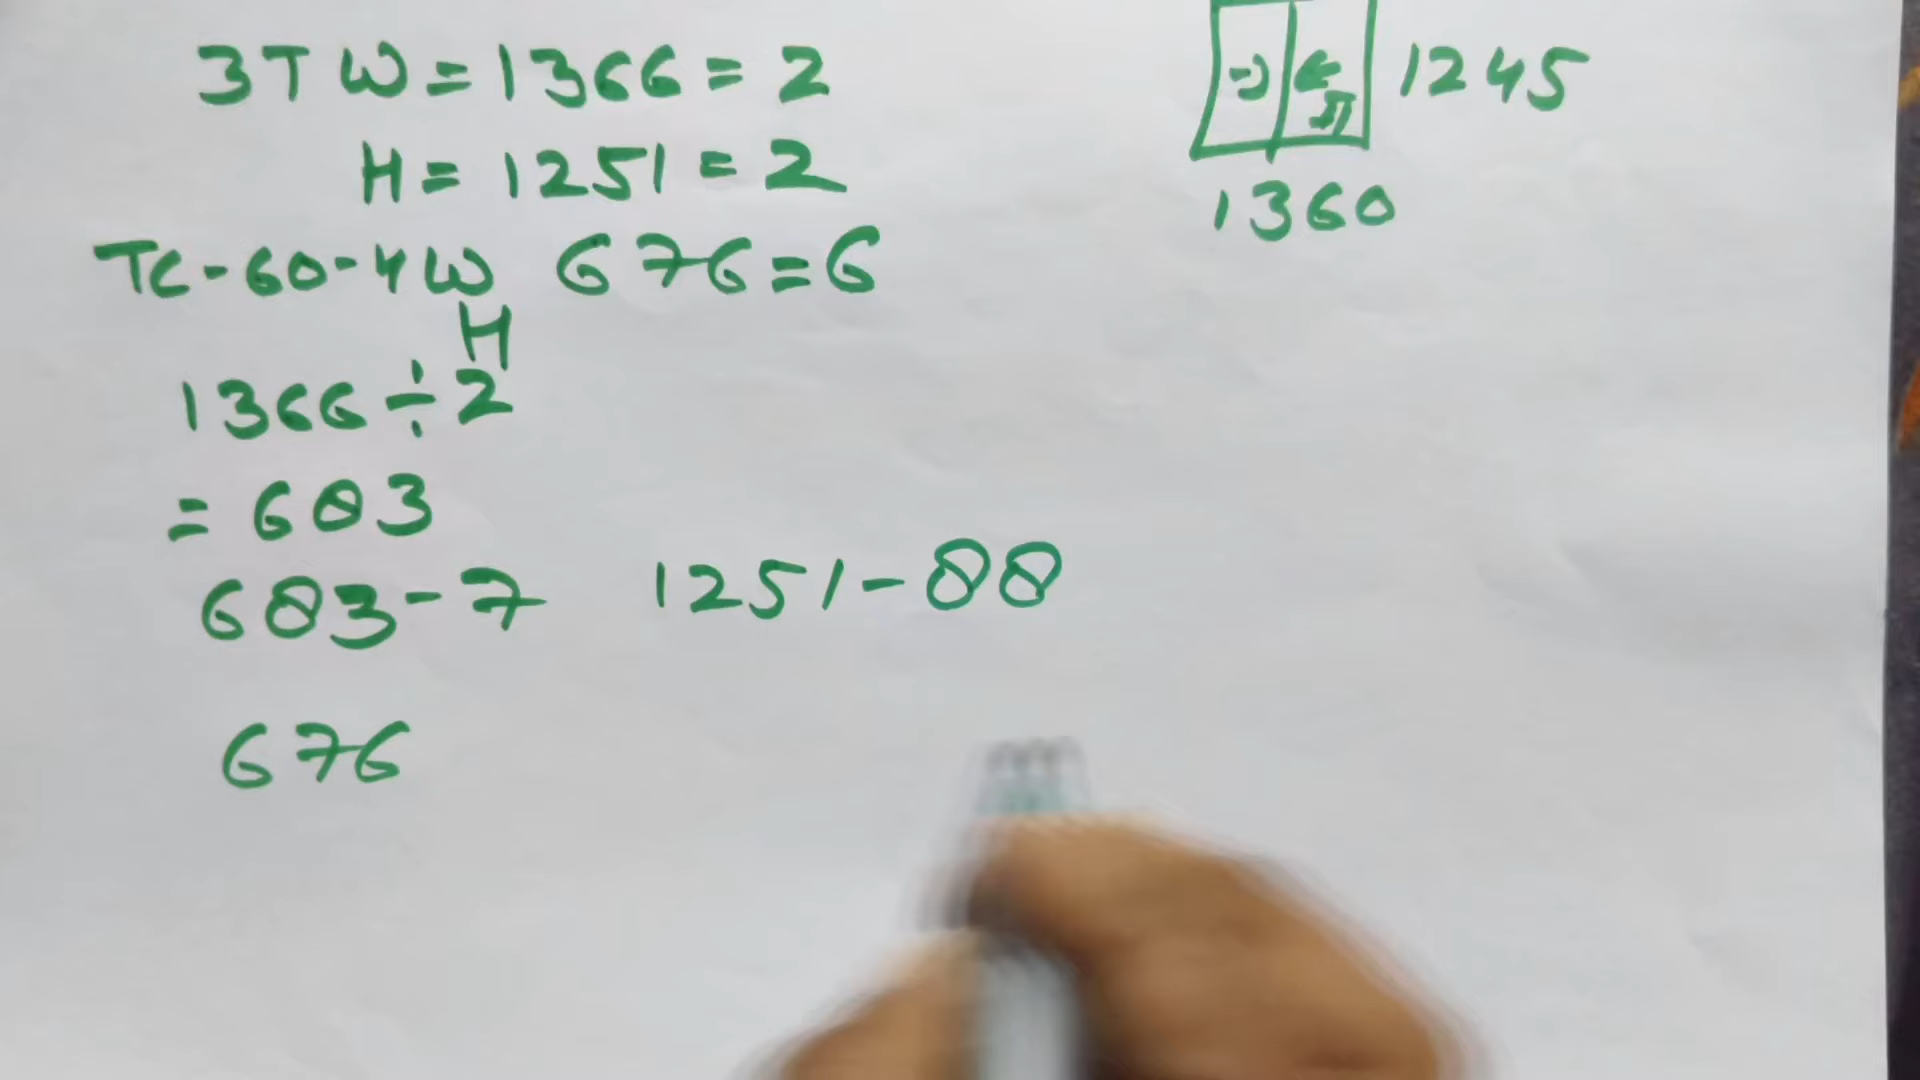 3T W = 1366 = 2
H = 1251 = 2
TC-60-4W 676 = 6
H
1366 ÷ 2
= 683
683 - 7 1251 - 88
676
1245
1360